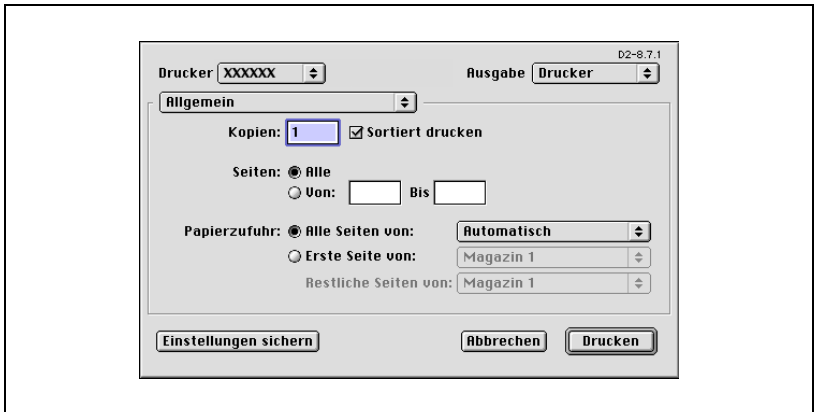 D2-8.7.1
Drucker XXXXXX Ausgabe Drucker
Allgemein
Kopien: 1 Sortiert drucken
Seiten: Alle
Von: Bis
Papierzufuhr: Alle Seiten von: Automatisch
Erste Seite von: Magazin 1
Restliche Seiten von: Magazin 1
Einstellungen sichern Abbrechen Drucken